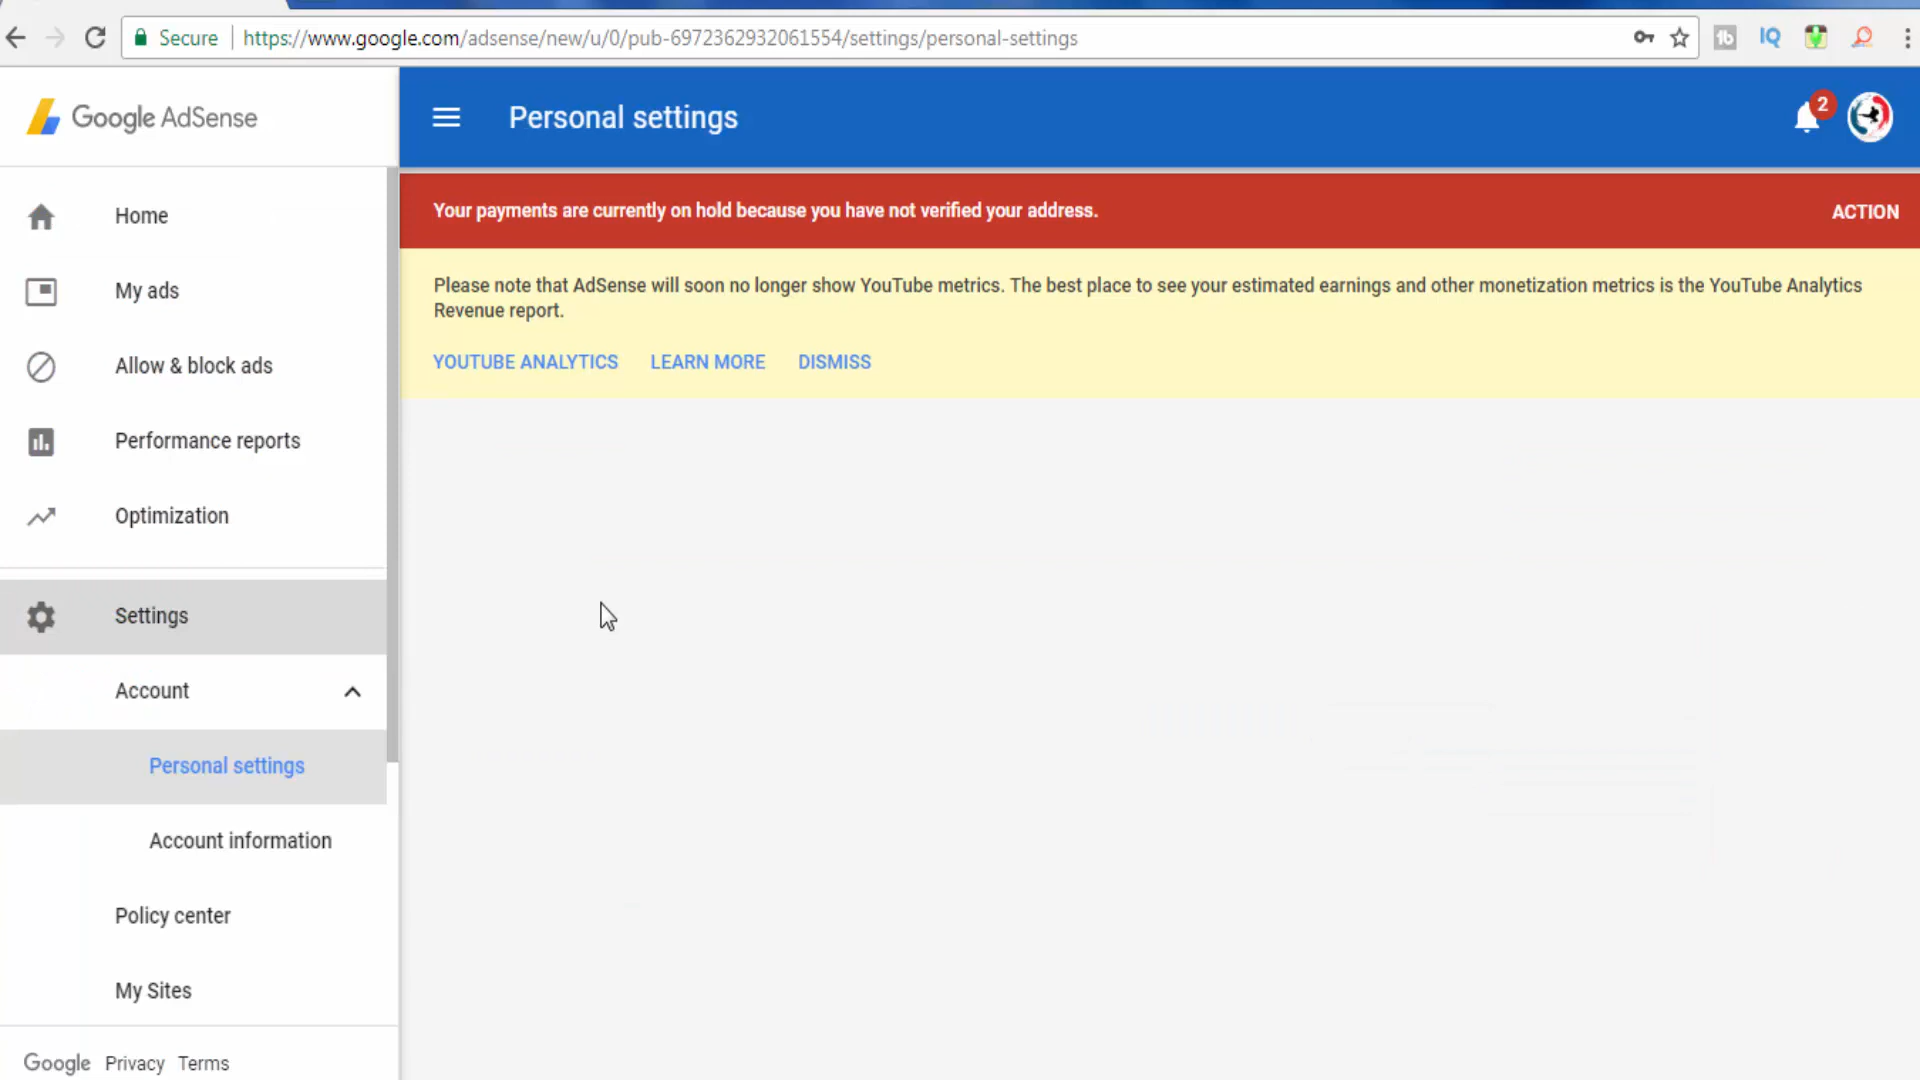 Secure
https://www.google.com/adsense/new/u/0/pub-6972362932061554/settings/personal-settings
IQ
Google AdSense
Personal settings
2
Home
Your payments are currently on hold because you have not verified your address.
ACTION
My ads
Please note that AdSense will soon no longer show YouTube metrics. The best place to see your estimated earnings and other monetization metrics is the YouTube Analytics
Revenue report.
YOUTUBE ANALYTICS LEARN MORE DISMISS
Allow & block ads
Performance reports
Optimization
Settings
Account
Personal settings
Account information
Policy center
My Sites
Google Privacy Terms